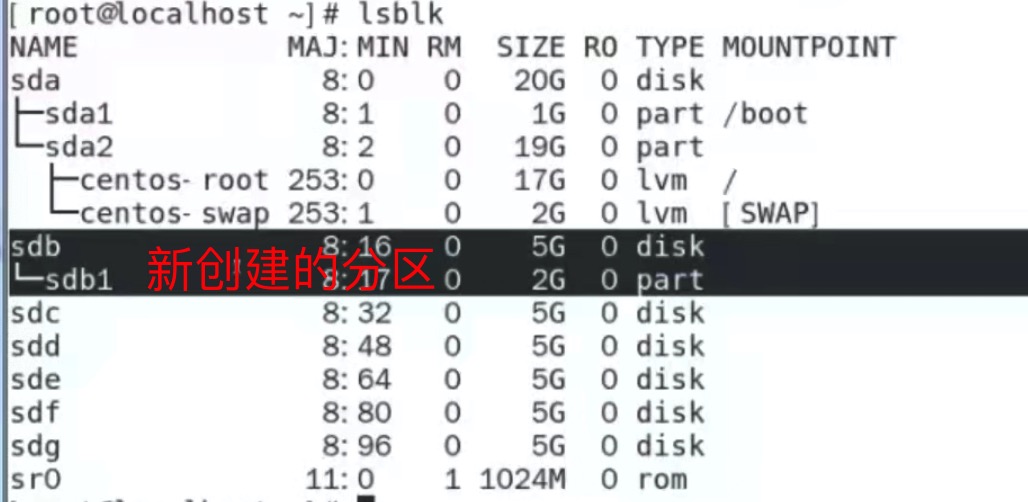 [root@localhost ~]# lsblk
NAME MAJ:MIN RM SIZE RO TYPE MOUNTPOINT
sda 8:0 0 20G 0 disk
├─sda1 8:1 0 1G 0 part /boot
└─sda2 8:2 0 19G 0 part
├─centos-root 253:0 0 17G 0 lvm /
└─centos-swap 253:1 0 2G 0 lvm [SWAP]
sdb 8:16 0 5G 0 disk
新创建的分区
└─sdb1 8:17 0 2G 0 part
sdc 8:32 0 5G 0 disk
sdd 8:48 0 5G 0 disk
sde 8:64 0 5G 0 disk
sdf 8:80 0 5G 0 disk
sdg 8:96 0 5G 0 disk
sr0 11:0 1 1024M 0 rom